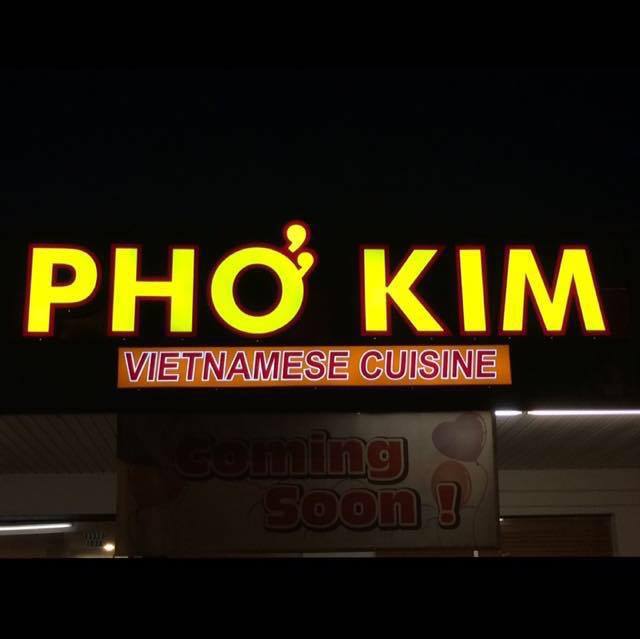 PHỞ KIM
VIETNAMESE CUISINE
Coming
Soon !